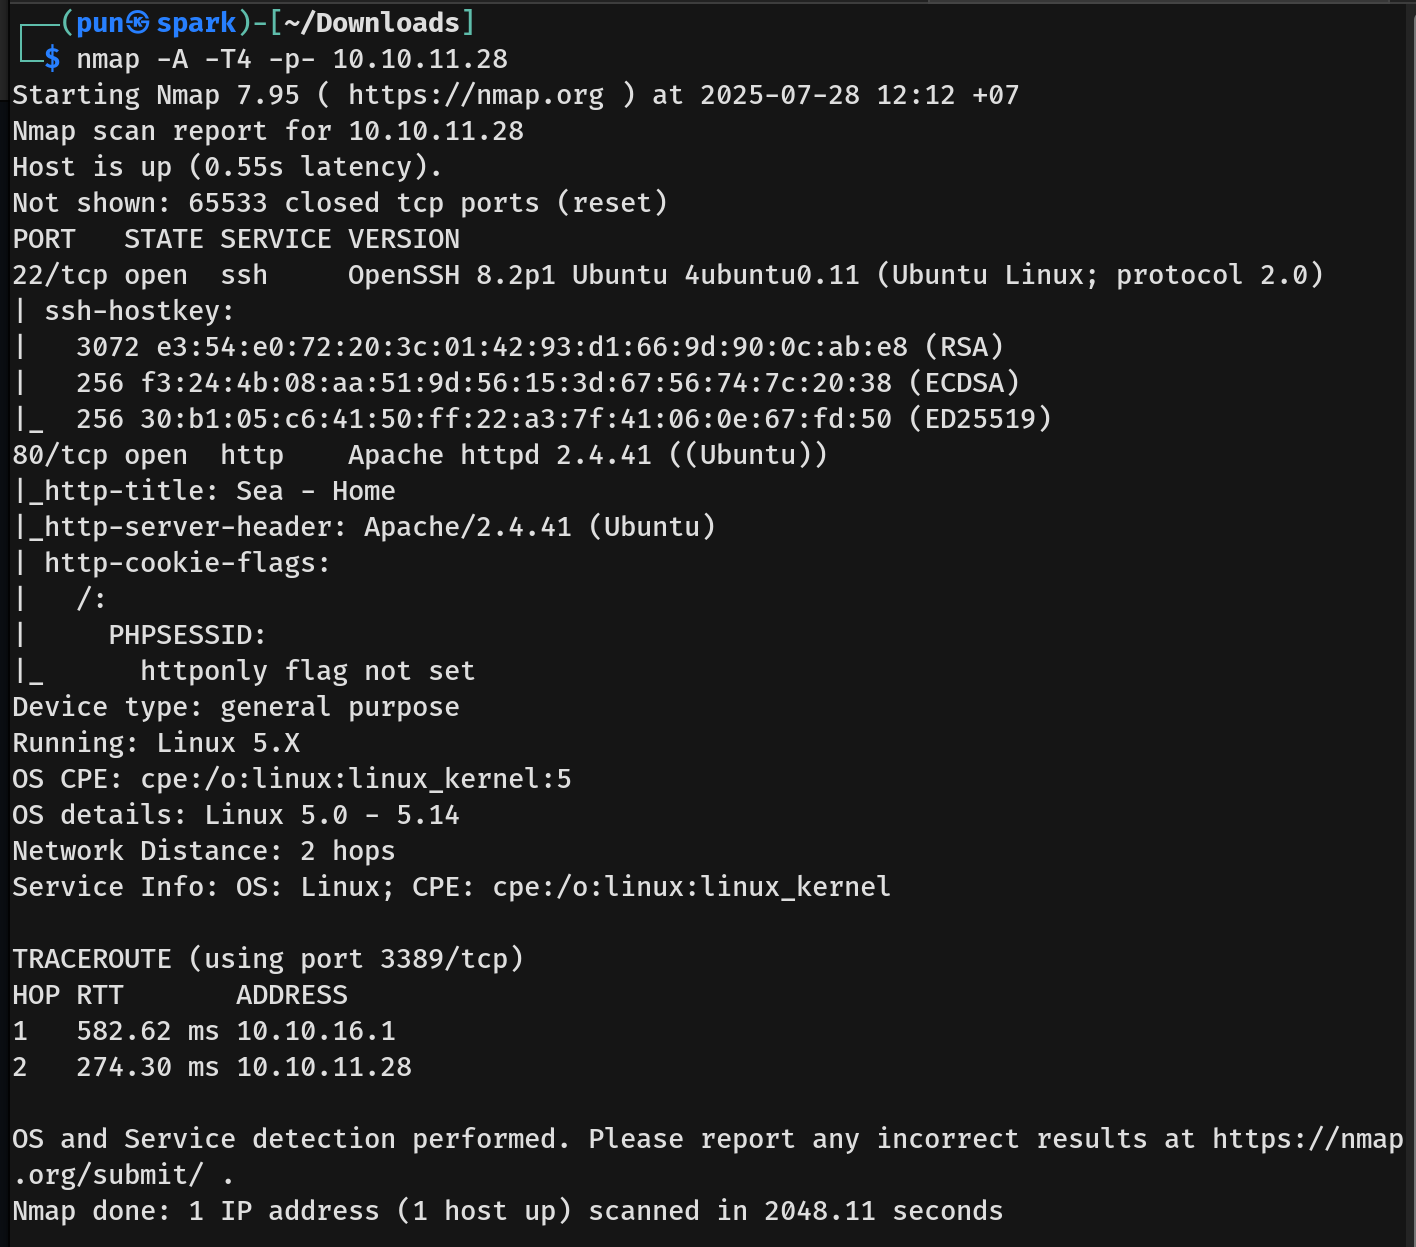 ┌──(pun㉿spark)-[~/Downloads]
└─$ nmap -A -T4 -p- 10.10.11.28
Starting Nmap 7.95 ( https://nmap.org ) at 2025-07-28 12:12 +07
Nmap scan report for 10.10.11.28
Host is up (0.55s latency).
Not shown: 65533 closed tcp ports (reset)
PORT   STATE SERVICE VERSION
22/tcp open  ssh     OpenSSH 8.2p1 Ubuntu 4ubuntu0.11 (Ubuntu Linux; protocol 2.0)
| ssh-hostkey:
|   3072 e3:54:e0:72:20:3c:01:42:93:d1:66:9d:90:0c:ab:e8 (RSA)
|   256 f3:24:4b:08:aa:51:9d:56:15:3d:67:56:74:7c:20:38 (ECDSA)
|_  256 30:b1:05:c6:41:50:ff:22:a3:7f:41:06:0e:67:fd:50 (ED25519)
80/tcp open  http    Apache httpd 2.4.41 ((Ubuntu))
|_http-title: Sea - Home
|_http-server-header: Apache/2.4.41 (Ubuntu)
| http-cookie-flags:
|   /:
|     PHPSESSID:
|_      httponly flag not set
Device type: general purpose
Running: Linux 5.X
OS CPE: cpe:/o:linux:linux_kernel:5
OS details: Linux 5.0 - 5.14
Network Distance: 2 hops
Service Info: OS: Linux; CPE: cpe:/o:linux:linux_kernel

TRACEROUTE (using port 3389/tcp)
HOP RTT       ADDRESS
1   582.62 ms 10.10.16.1
2   274.30 ms 10.10.11.28

OS and Service detection performed. Please report any incorrect results at https://nmap
.org/submit/ .
Nmap done: 1 IP address (1 host up) scanned in 2048.11 seconds